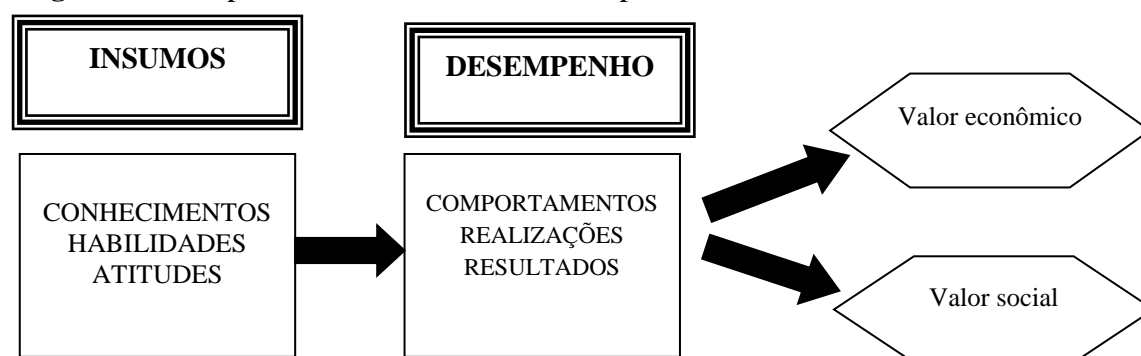 INSUMOS
DESEMPENHO
CONHECIMENTOS
HABILIDADES
ATITUDES
COMPORTAMENTOS
REALIZAÇÕES
RESULTADOS
Valor econômico
Valor social